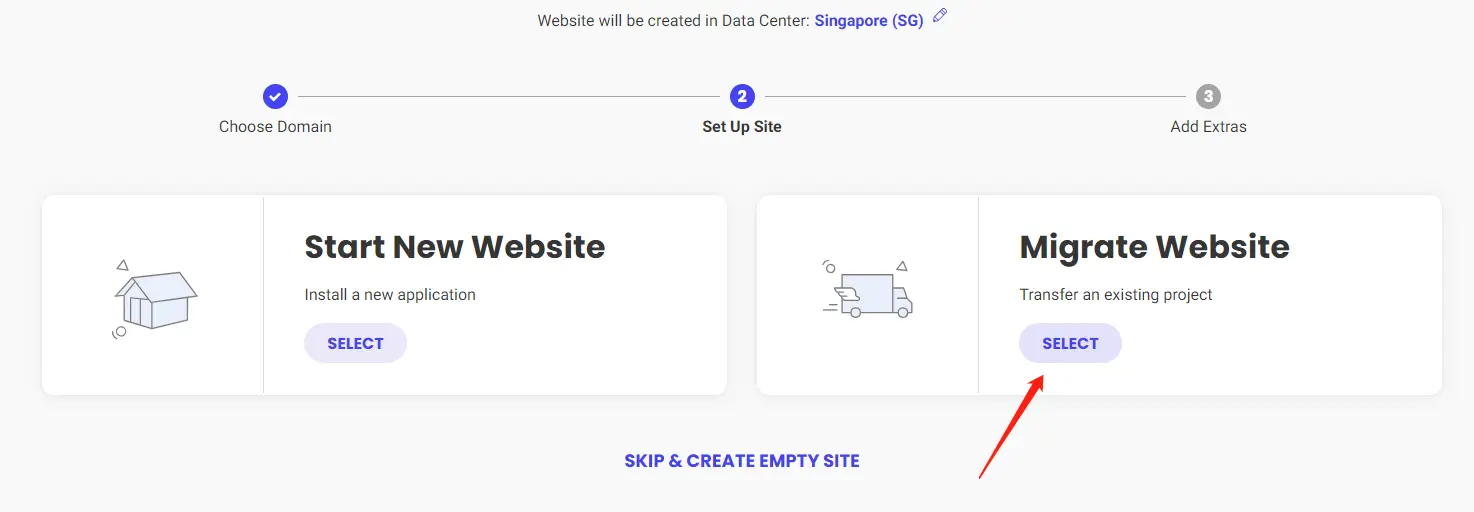 Website will be created in Data Center: Singapore (SG)
2
3
Choose Domain
Set Up Site
Add Extras
Start New Website
Install a new application
SELECT
Migrate Website
Transfer an existing project
SELECT
SKIP & CREATE EMPTY SITE